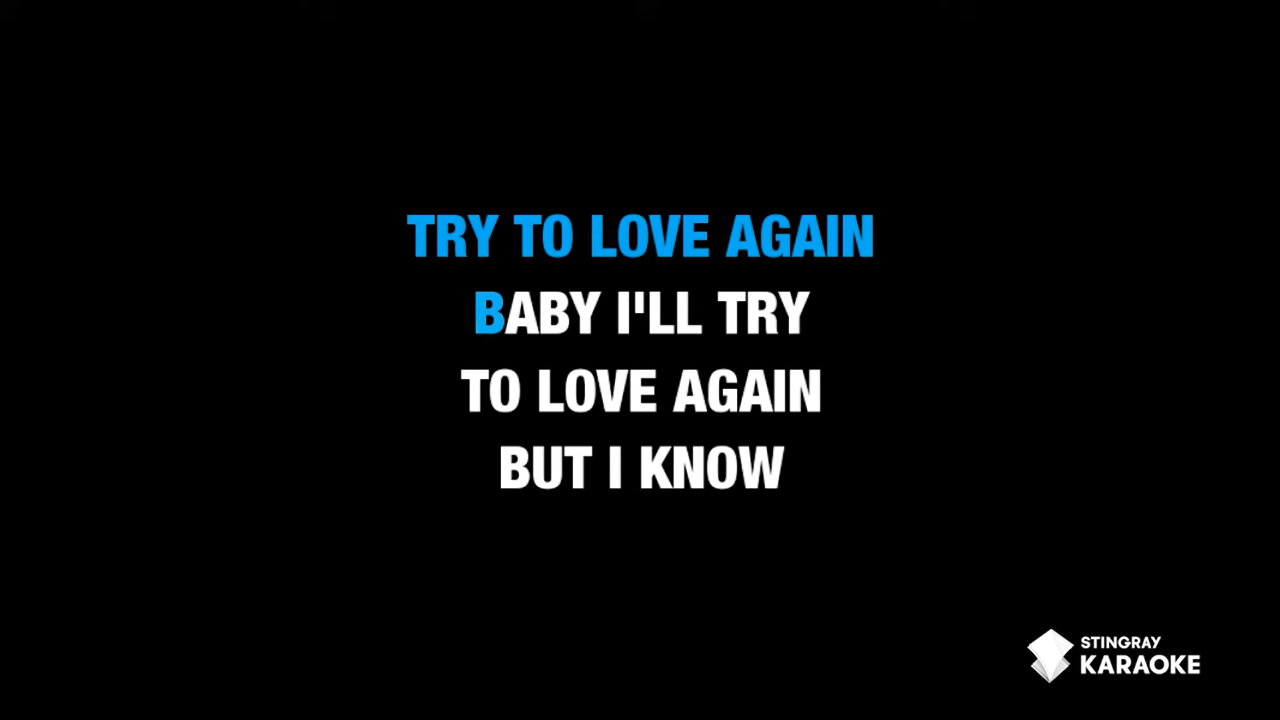 TRY TO LOVE AGAIN
BABY I'LL TRY
TO LOVE AGAIN
BUT I KNOW
STINGRAY
KARAOKE